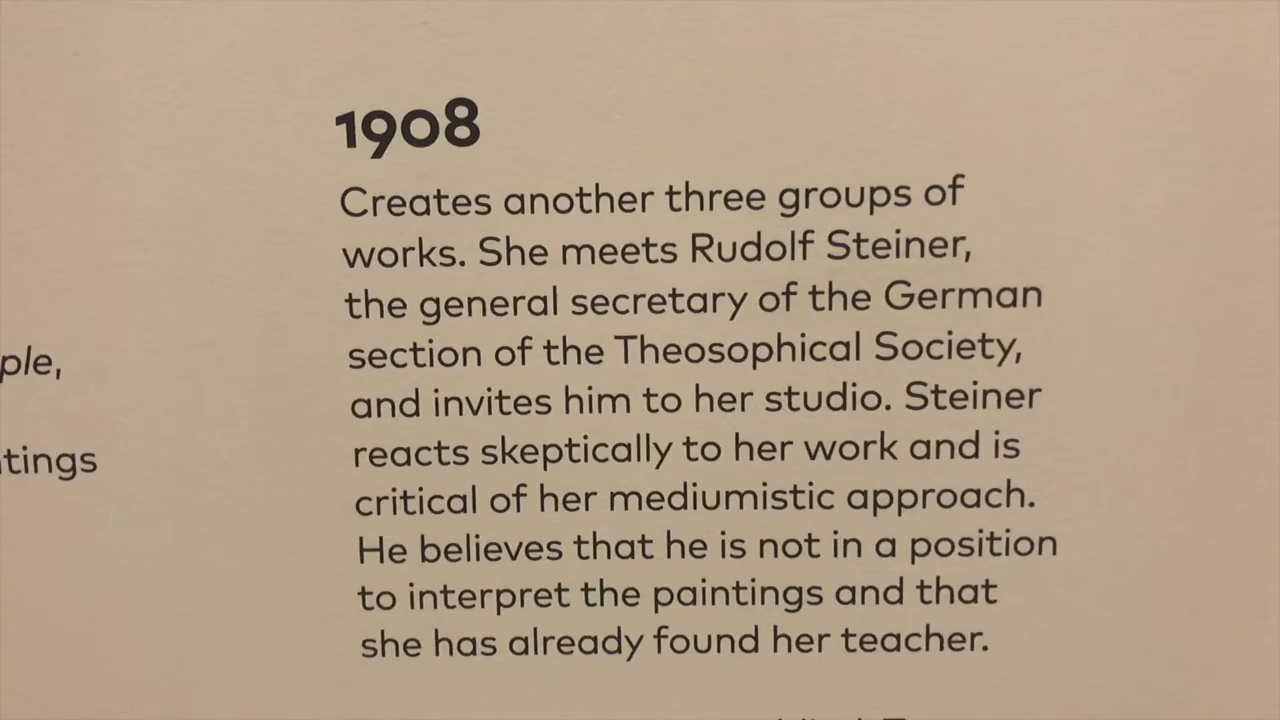 1908
Creates another three groups of
works. She meets Rudolf Steiner,
the general secretary of the German
section of the Theosophical Society,
and invites him to her studio. Steiner
reacts skeptically to her work and is
critical of her mediumistic approach.
He believes that he is not in a position
to interpret the paintings and that
she has already found her teacher.
ple,
tings